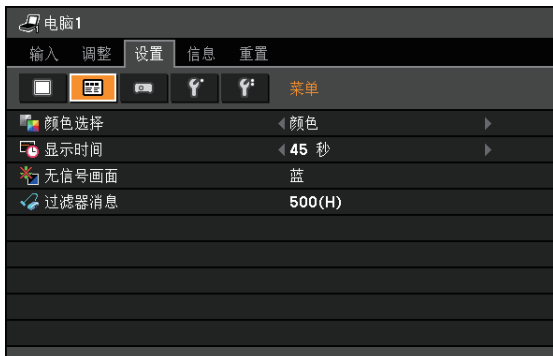 电脑1
输入 调整 设置 信息 重置
菜单
颜色选择 颜色
显示时间 45 秒
无信号画面 蓝
过滤器消息 500(H)